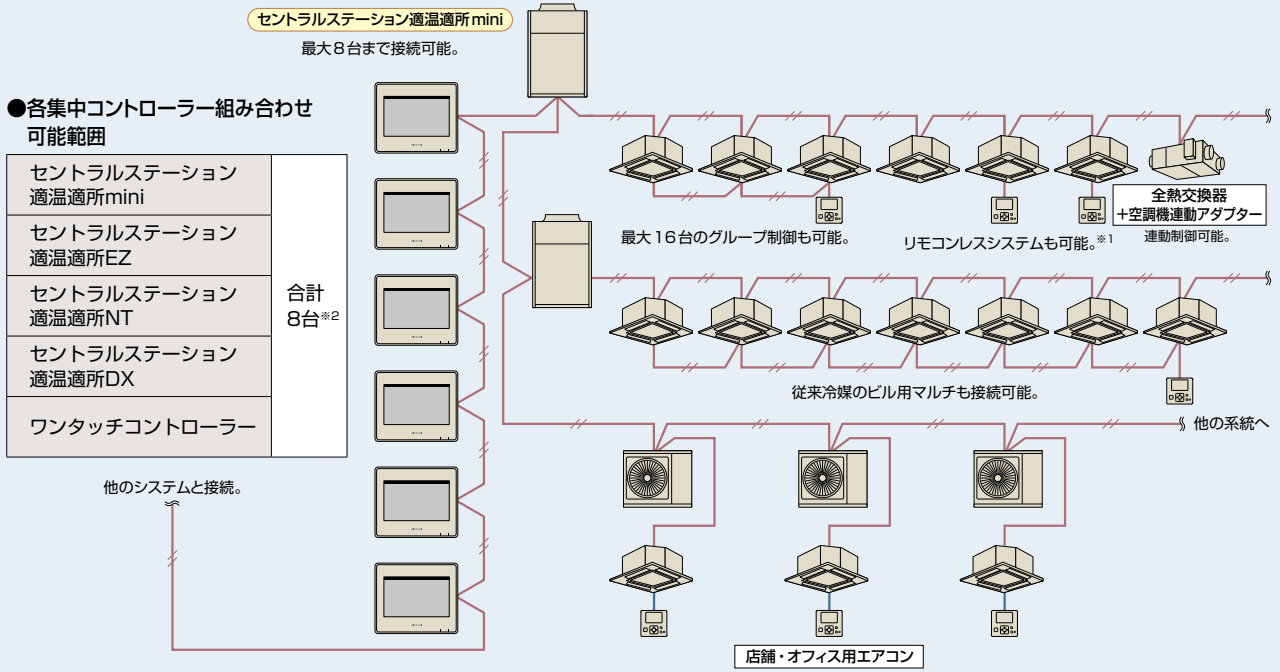 セントラルステーション適温適所mini
最大8台まで接続可能。
●各集中コントローラー組み合わせ
可能範囲
セントラルステーション
適温適所mini
セントラルステーション
適温適所EZ
セントラルステーション
適温適所NT
セントラルステーション
適温適所DX
ワンタッチコントローラー
合計
8台※2
他のシステムと接続。
最大16台のグループ制御も可能。
リモコンレスシステムも可能。※1
全熱交換器
+空調機連動アダプター
連動制御可能。
従来冷媒のビル用マルチも接続可能。
他の系統へ
店舗・オフィス用エアコン